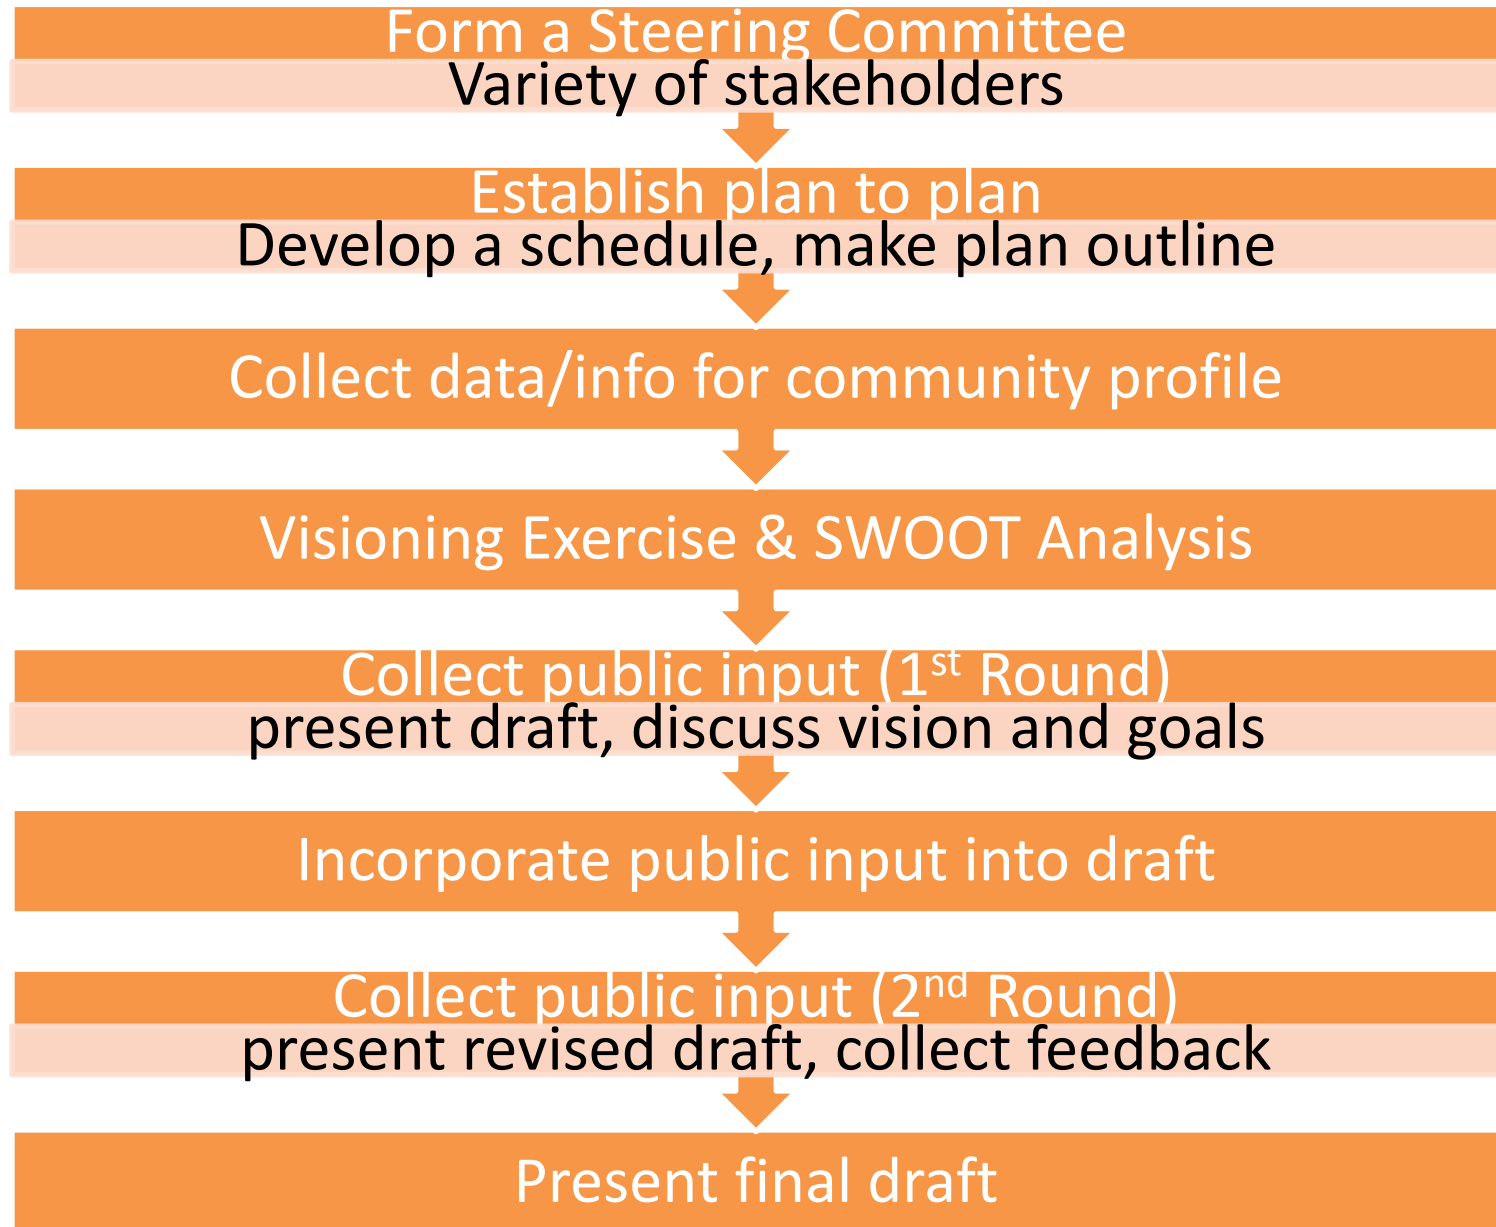 Form a Steering Committee
Variety of stakeholders
Establish plan to plan
Develop a schedule, make plan outline
Collect data/info for community profile
Visioning Exercise & SWOOT Analysis
Collect public input (1st Round)
present draft, discuss vision and goals
Incorporate public input into draft
Collect public input (2nd Round)
present revised draft, collect feedback
Present final draft